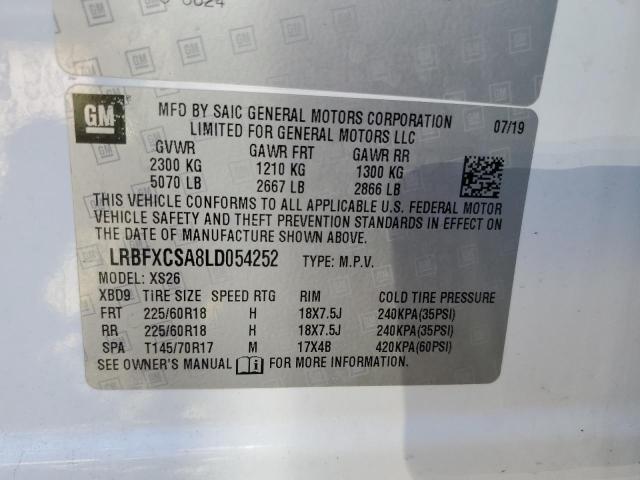 GM
MFD BY SAIC GENERAL MOTORS CORPORATION
LIMITED FOR GENERAL MOTORS LLC
07/19
GVWR GAWR FRT GAWR RR
2300 KG 1210 KG 1300 KG
5070 LB 2667 LB 2866 LB
THIS VEHICLE CONFORMS TO ALL APPLICABLE U.S. FEDERAL MOTOR
VEHICLE SAFETY AND THEFT PREVENTION STANDARDS IN EFFECT ON
THE DATE OF MANUFACTURE SHOWN ABOVE.
LRBFXCSA8LD054252 TYPE: M.P.V.
MODEL: XS26
XBD9 TIRE SIZE SPEED RTG RIM COLD TIRE PRESSURE
FRT 225/60R18 H 18X7.5J 240KPA(35PSI)
RR 225/60R18 H 18X7.5J 240KPA(35PSI)
SPA T145/70R17 M 17X4B 420KPA(60PSI)
SEE OWNER'S MANUAL FOR MORE INFORMATION.